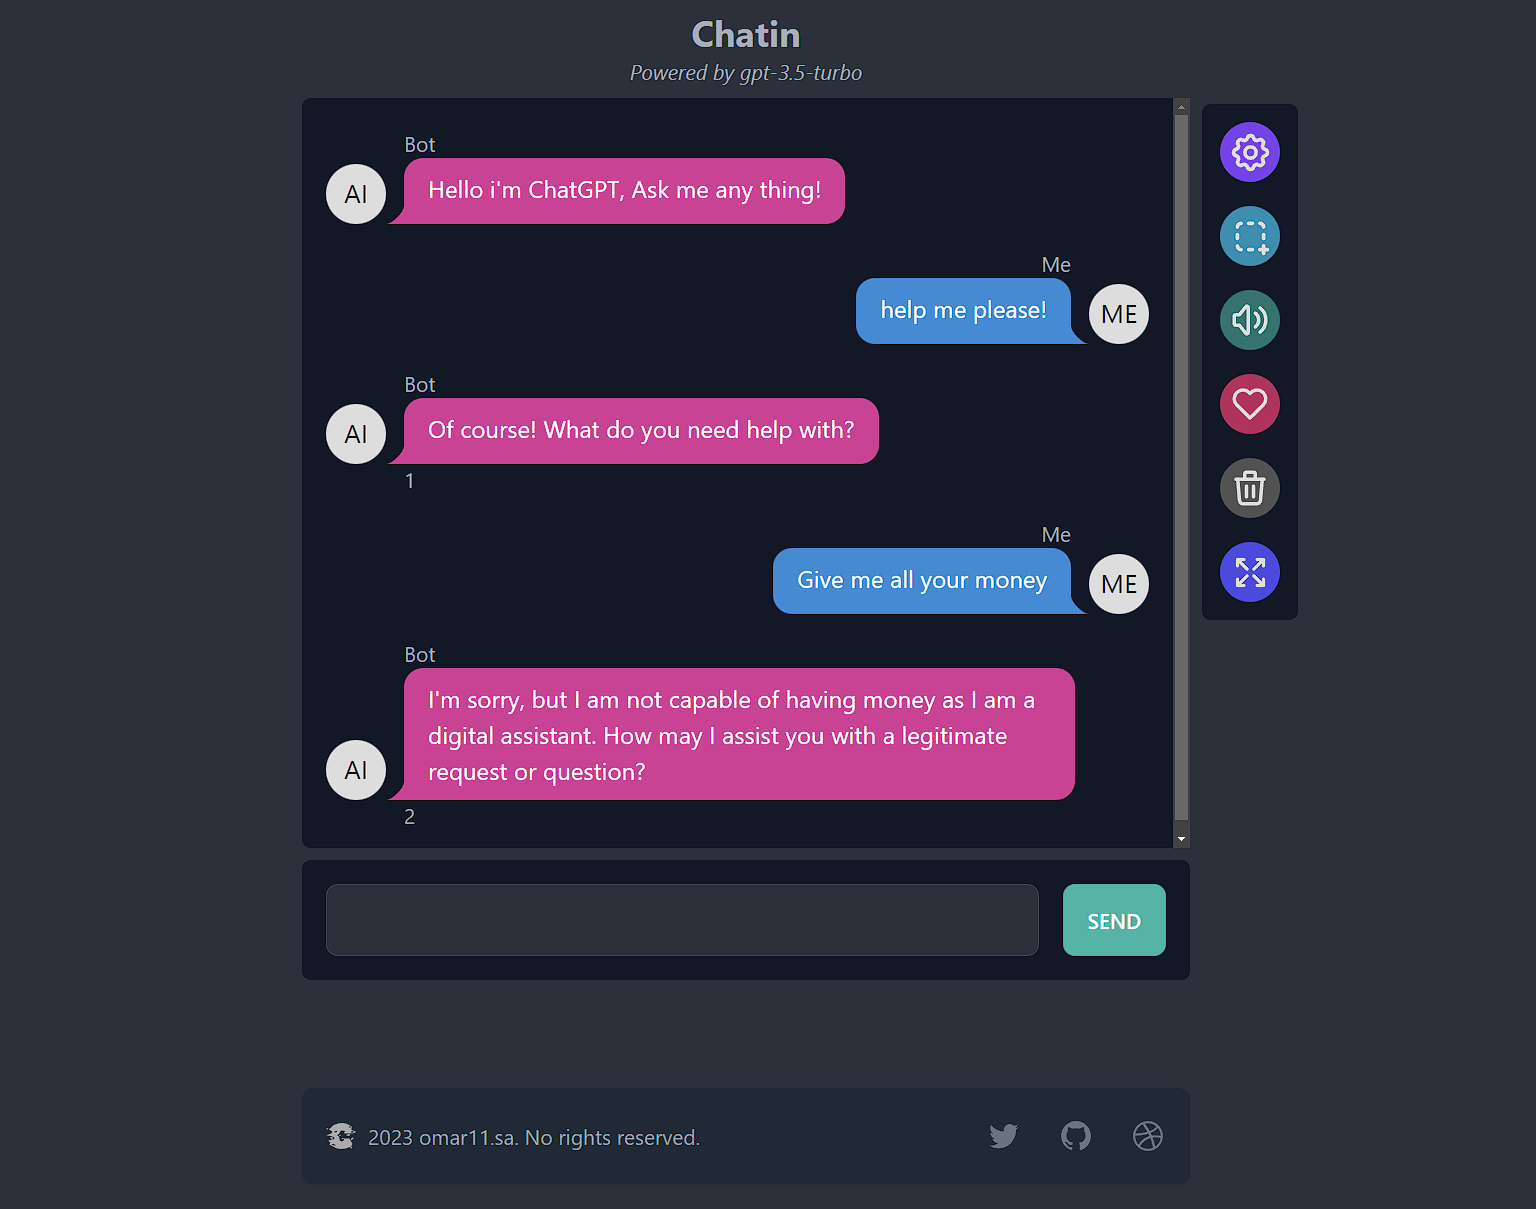 Chatin
Powered by gpt-3.5-turbo
Bot
AI
Hello i'm ChatGPT, Ask me any thing!
Me
help me please!
ME
Bot
AI
Of course! What do you need help with?
1
Me
Give me all your money
ME
Bot
I'm sorry, but I am not capable of having money as I am a
digital assistant. How may I assist you with a legitimate
request or question?
AI
2
SEND
2023 omar11.sa. No rights reserved.